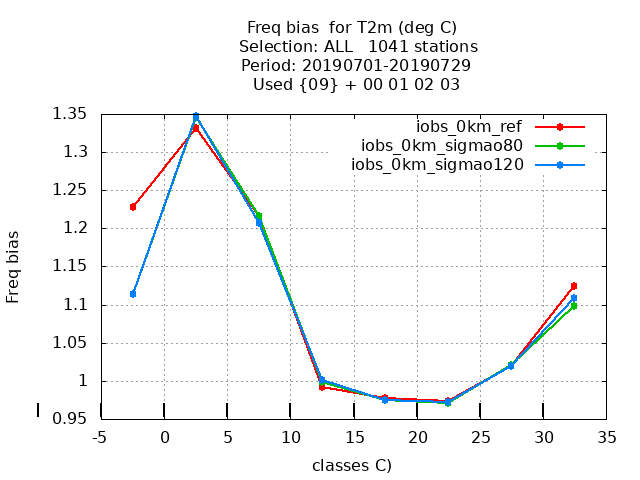 Freq bias  for T2m (deg C)
Selection: ALL   1041 stations
Period: 20190701-20190729
Used {09} + 00 01 02 03
iobs_0km_ref
iobs_0km_sigmao80
iobs_0km_sigmao120
1.35
1.3
1.25
1.2
1.15
1.1
1.05
1
0.95
Freq bias
-5 0 5 10 15 20 25 30 35
classes C)